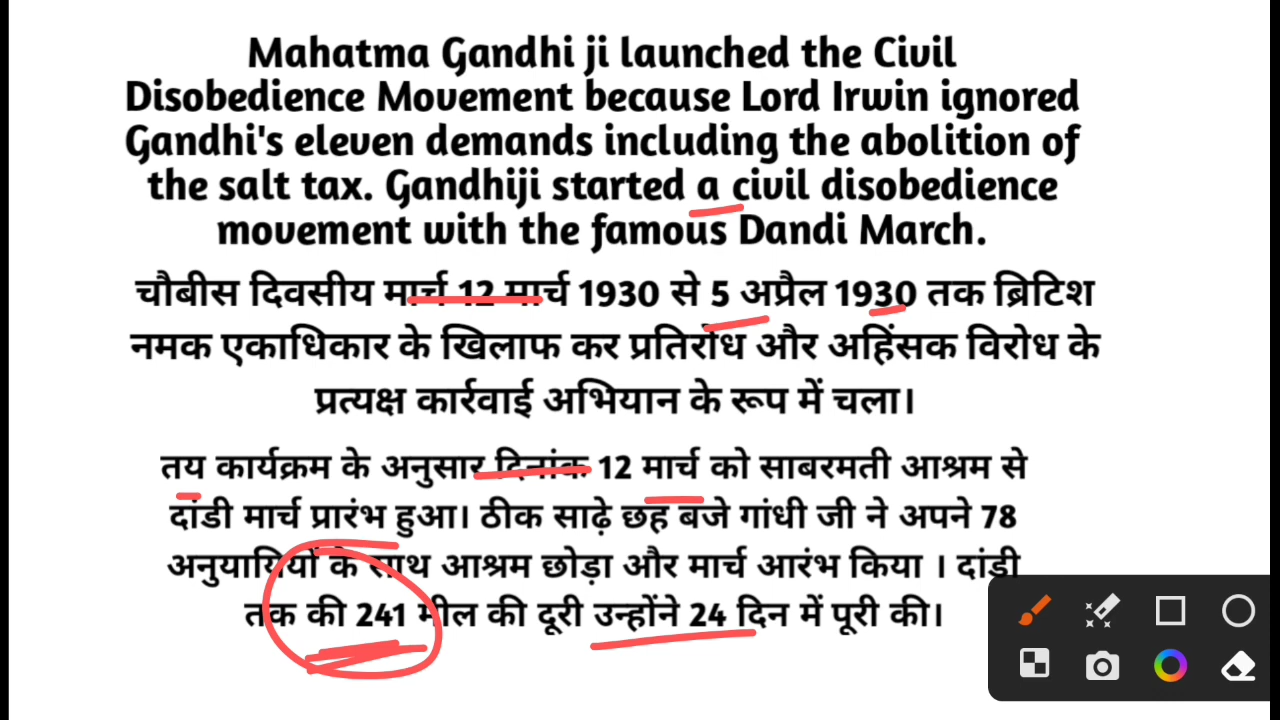 Mahatma Gandhi ji launched the Civil
Disobedience Movement because Lord Irwin ignored
Gandhi's eleven demands including the abolition of
the salt tax. Gandhiji started a civil disobedience
movement with the famous Dandi March.
चौबीस दिवसीय मार्च 12 मार्च 1930 से 5 अप्रैल 1930 तक ब्रिटिश
नमक एकाधिकार के खिलाफ कर प्रतिरोध और अहिंसक विरोध के
प्रत्यक्ष कार्रवाई अभियान के रूप में चला।
तय कार्यक्रम के अनुसार दिनांक 12 मार्च को साबरमती आश्रम से
दांडी मार्च प्रारंभ हुआ। ठीक साढ़े छह बजे गांधी जी ने अपने 78
अनुयायियों के साथ आश्रम छोड़ा और मार्च आरंभ किया । दांडी
तक की 241 मील की दूरी उन्होंने 24 दिन में पूरी की।